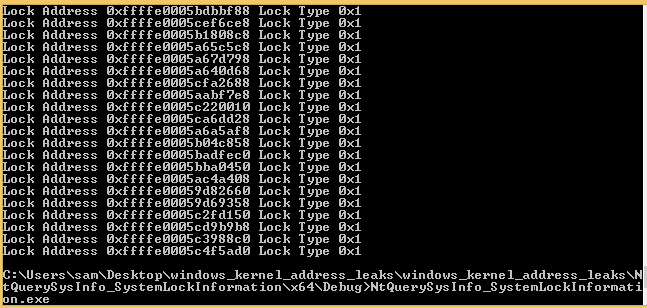 Lock Address 0xffffe0005bdbbf88 Lock Type 0x1
Lock Address 0xffffe0005cef6ce8 Lock Type 0x1
Lock Address 0xffffe0005b1808c8 Lock Type 0x1
Lock Address 0xffffe0005a65c5c8 Lock Type 0x1
Lock Address 0xffffe0005a67d798 Lock Type 0x1
Lock Address 0xffffe0005a640d68 Lock Type 0x1
Lock Address 0xffffe0005cfa2688 Lock Type 0x1
Lock Address 0xffffe0005aabf7e8 Lock Type 0x1
Lock Address 0xffffe0005c220010 Lock Type 0x1
Lock Address 0xffffe0005ca6dd28 Lock Type 0x1
Lock Address 0xffffe0005a6a5af8 Lock Type 0x1
Lock Address 0xffffe0005b04c858 Lock Type 0x1
Lock Address 0xffffe0005badfec0 Lock Type 0x1
Lock Address 0xffffe0005bba0450 Lock Type 0x1
Lock Address 0xffffe0005ac4a408 Lock Type 0x1
Lock Address 0xffffe00059d82660 Lock Type 0x1
Lock Address 0xffffe00059d69358 Lock Type 0x1
Lock Address 0xffffe0005c2fd150 Lock Type 0x1
Lock Address 0xffffe0005cd9b9b8 Lock Type 0x1
Lock Address 0xffffe0005c3988c0 Lock Type 0x1
Lock Address 0xffffe0005c4f5ad0 Lock Type 0x1
C:\Users\sam\Desktop\windows_kernel_address_leaks\windows_kernel_address_leaks\N
tQuerySysInfo_SystemLockInformation\x64\Debug>NtQuerySysInfo_SystemLockInformati
on.exe